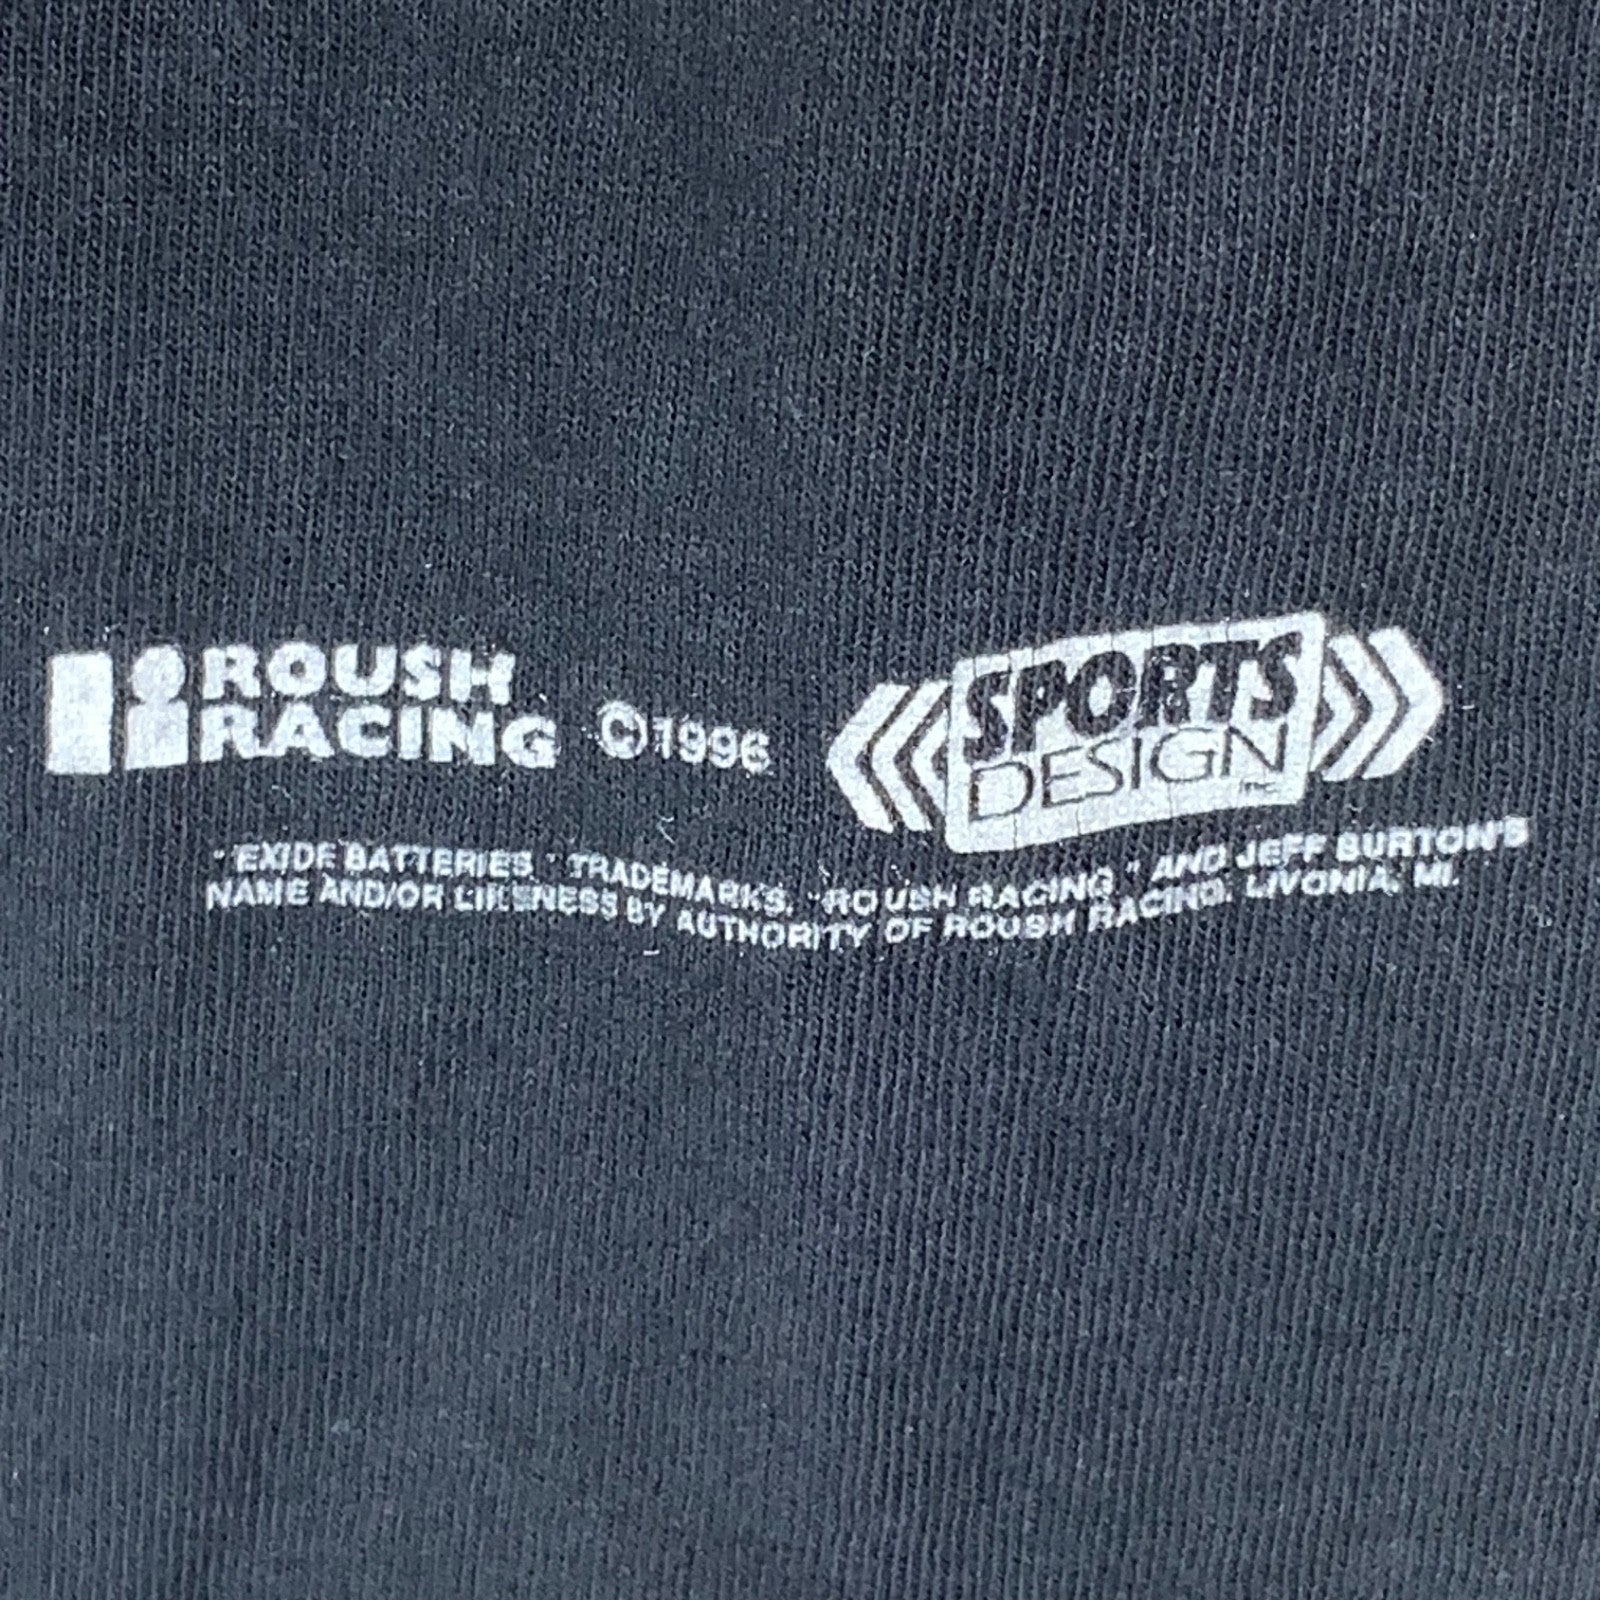 ROUSH
RACING ©1996
SPORTS
DESIGN™
"EXIDE BATTERIES," TRADEMARKS, "ROUSH RACING," AND JEFF BURTON'S
NAME AND/OR LIKENESS BY AUTHORITY OF ROUSH RACING, LIVONIA, MI.